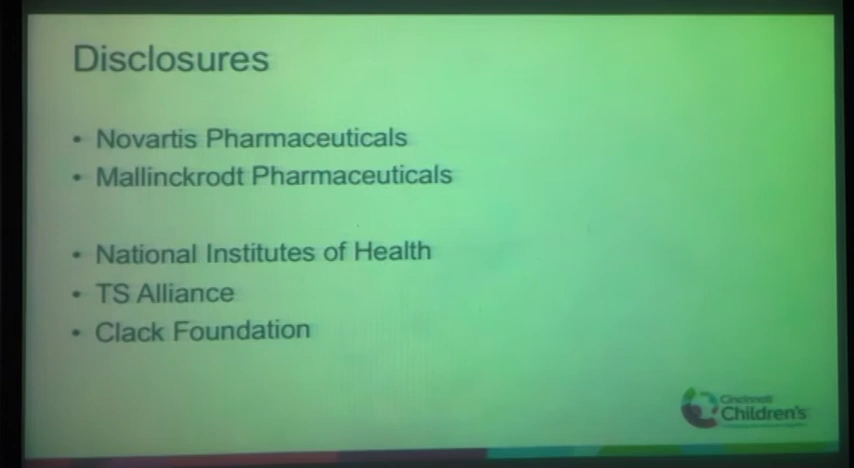 Disclosures
• Novartis Pharmaceuticals
• Mallinckrodt Pharmaceuticals
• National Institutes of Health
• TS Alliance
• Clack Foundation
Cincinnati
Children's